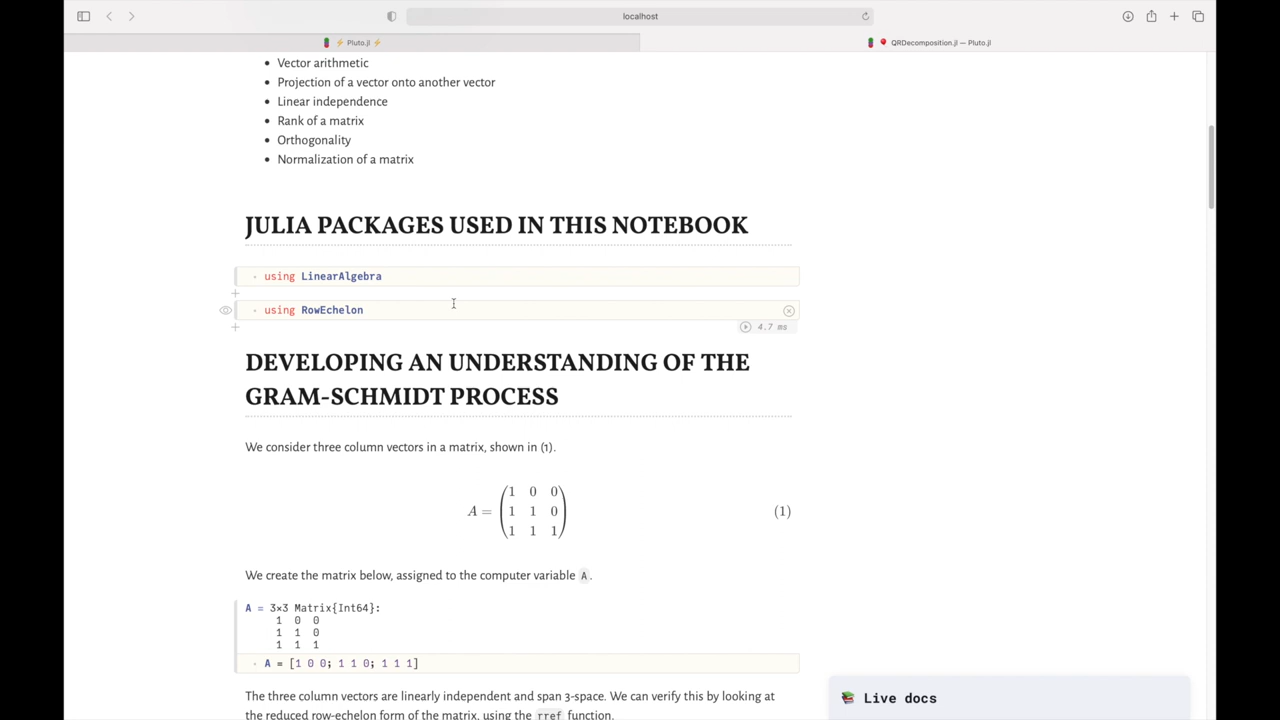 localhost
⚡ Pluto.jl ⚡
🎈 QRDecomposition.jl — Pluto.jl
• Vector arithmetic
• Projection of a vector onto another vector
• Linear independence
• Rank of a matrix
• Orthogonality
• Normalization of a matrix
JULIA PACKAGES USED IN THIS NOTEBOOK
using LinearAlgebra
using RowEchelon
4.7 ms
DEVELOPING AN UNDERSTANDING OF THE
GRAM-SCHMIDT PROCESS
We consider three column vectors in a matrix, shown in (1).
1 0 0
A = 1 1 0 (1)
1 1 1
We create the matrix below, assigned to the computer variable A.
A = 3×3 Matrix{Int64}:
1 0 0
1 1 0
1 1 1
A = [1 0 0; 1 1 0; 1 1 1]
The three column vectors are linearly independent and span 3-space. We can verify this by looking at
the reduced row-echelon form of the matrix, using the rref function.
📚 Live docs